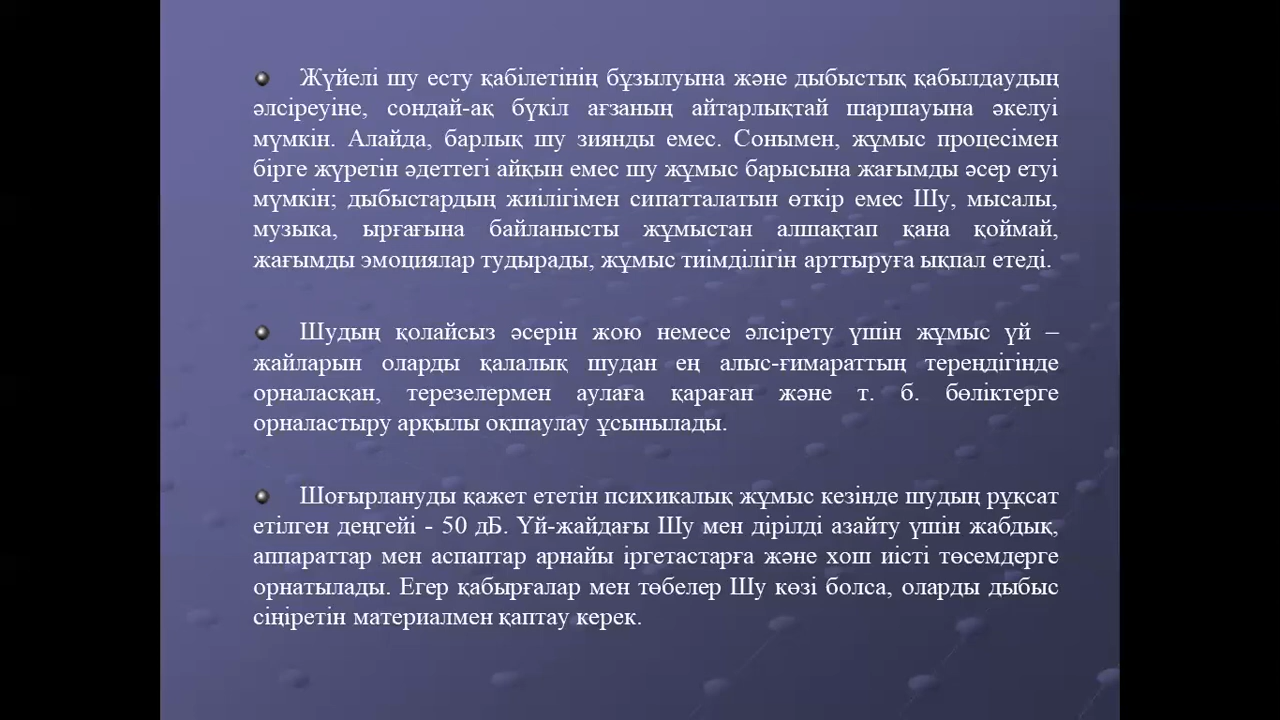 Жүйелі шу есту қабілетінің бұзылуына және дыбыстық қабылдаудың
әлсіреуіне, сондай-ақ бүкіл ағзаның айтарлықтай шаршауына әкелуі
мүмкін. Алайда, барлық шу зиянды емес. Сонымен, жұмыс процесімен
бірге жүретін әдеттегі айқын емес шу жұмыс барысына жағымды әсер етуі
мүмкін; дыбыстардың жиілігімен сипатталатын өткір емес Шу, мысалы,
музыка, ырғағына байланысты жұмыстан алшақтап қана қоймай,
жағымды эмоциялар тудырады, жұмыс тиімділігін арттыруға ықпал етеді.
Шудың қолайсыз әсерін жою немесе әлсірету үшін жұмыс үй –
жайларын оларды қалалық шудан ең алыс-ғимараттың тереңдігінде
орналасқан, терезелермен аулаға қараған және т. б. бөліктерге
орналастыру арқылы оқшаулау ұсынылады.
Шоғырлануды қажет ететін психикалық жұмыс кезінде шудың рұқсат
етілген деңгейі - 50 дБ. Үй-жайдағы Шу мен дірілді азайту үшін жабдық,
аппараттар мен аспаптар арнайы іргетастарға және хош иісті төсемдерге
орнатылады. Егер қабырғалар мен төбелер Шу көзі болса, оларды дыбыс
сіңіретін материалмен қаптау керек.